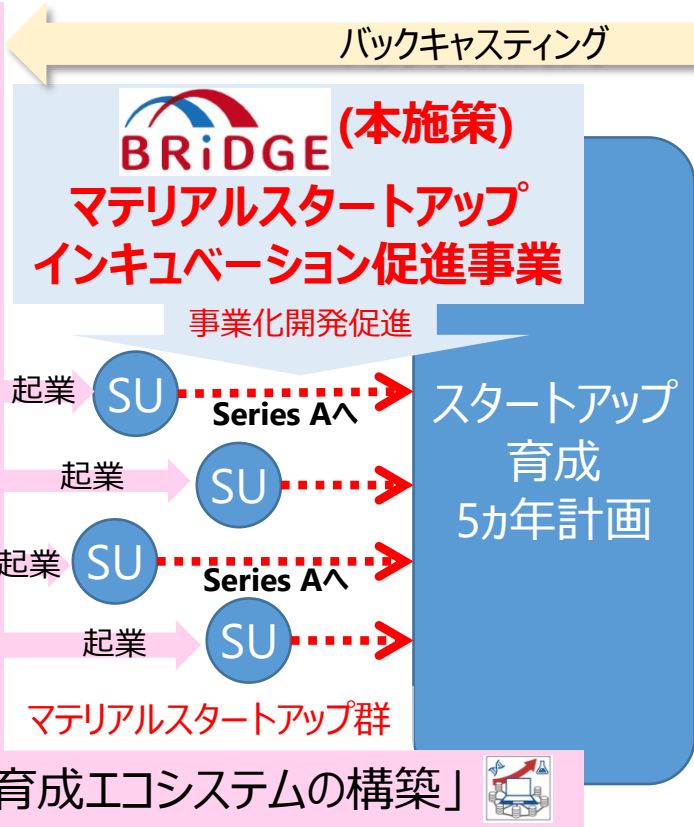 バックキャスティング
BRiDGE (本施策)
マテリアルスタートアップ
インキュベーション促進事業
事業化開発促進
起業 SU Series Aへ
起業 SU
起業 SU Series Aへ
起業 SU
スタートアップ
育成
5ヵ年計画
マテリアルスタートアップ群
育成エコシステムの構築」